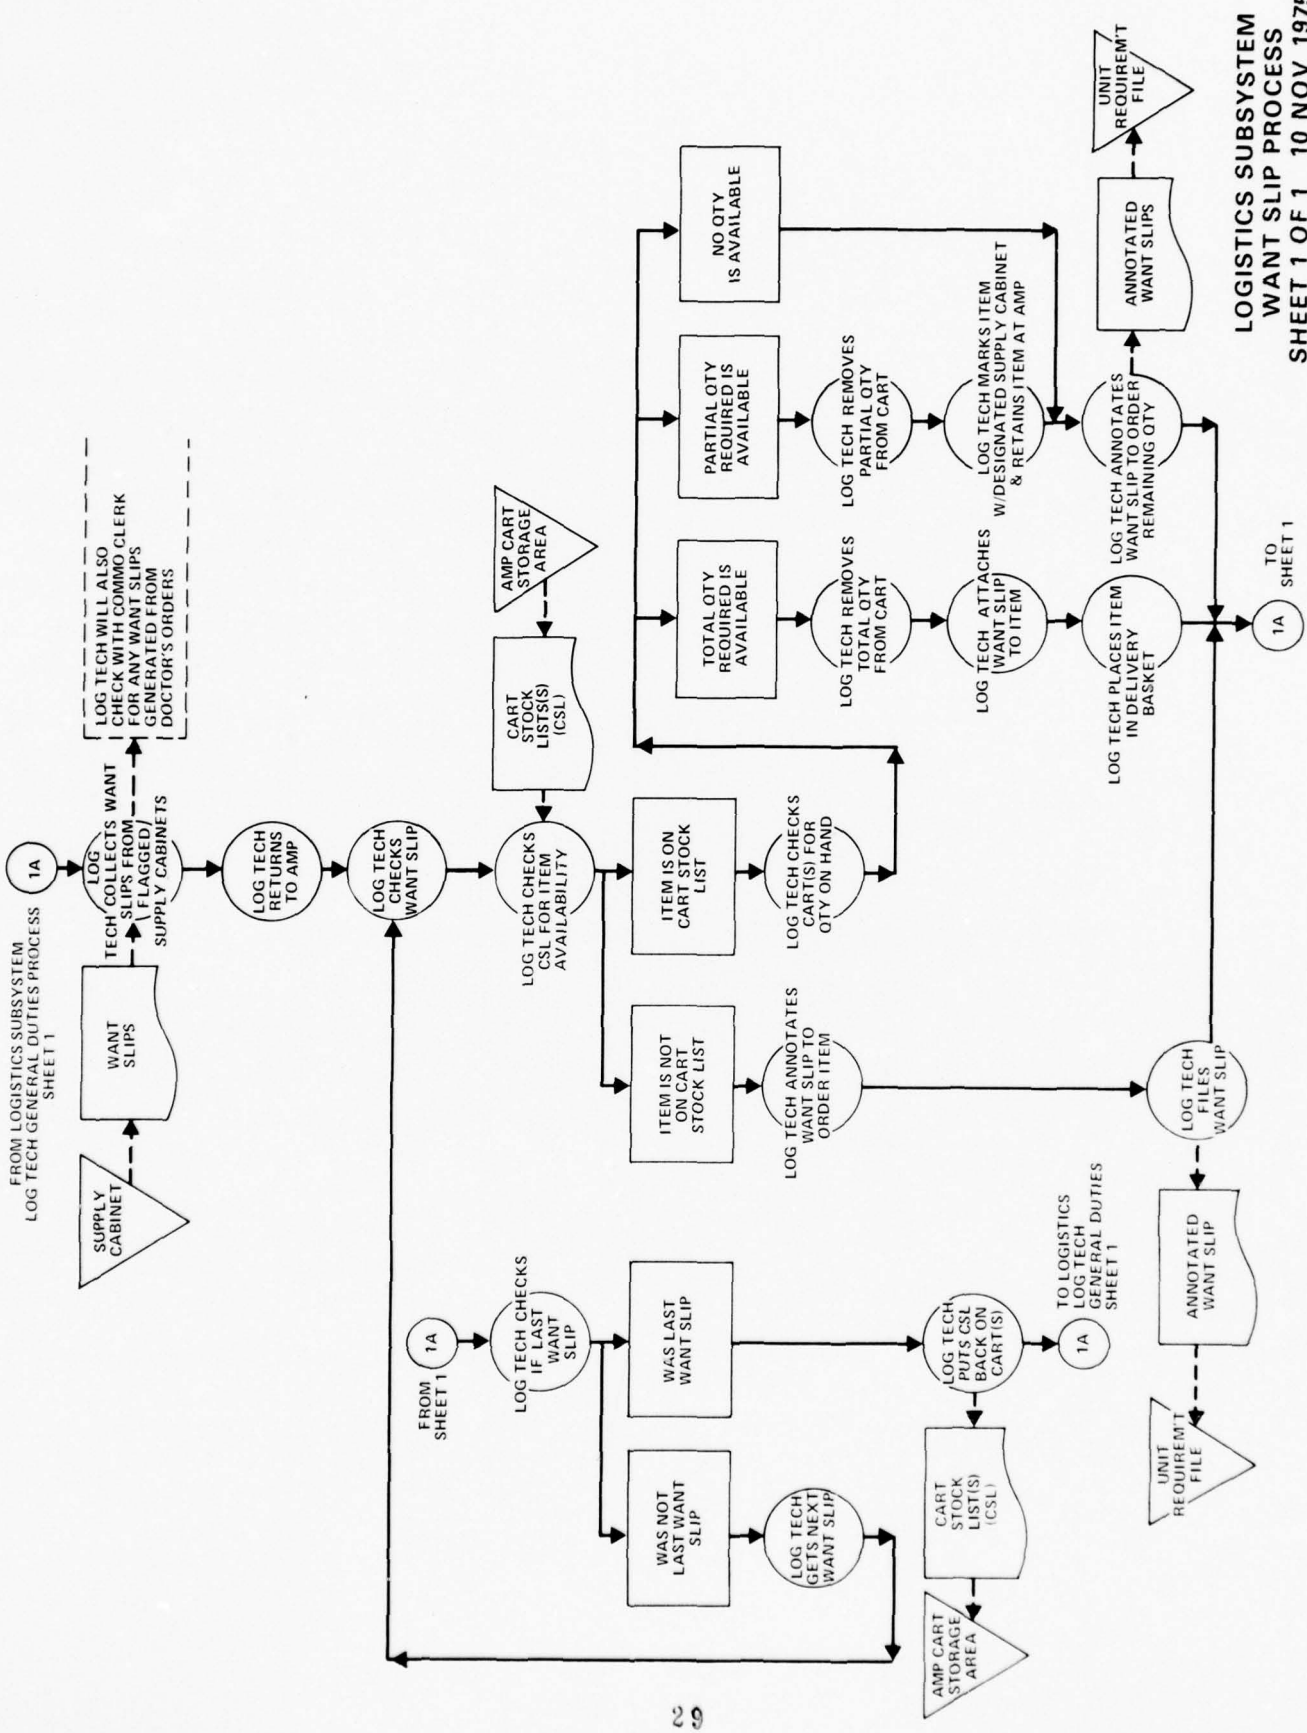 FROM LOGISTICS SUBSYSTEM
LOG TECH GENERAL DUTIES PROCESS
SHEET 1
1A
SUPPLY
CABINET
WANT
SLIPS
LOG
TECH COLLECTS WANT
SLIPS FROM
FLAGGED
SUPPLY CABINETS
LOG TECH WILL ALSO
CHECK WITH COMMO CLERK
FOR ANY WANT SLIPS
GENERATED FROM
DOCTOR'S ORDERS
LOG TECH
RETURNS
TO AMP
LOG TECH
CHECKS
WANT SLIP
LOG TECH CHECKS
CSL FOR ITEM
AVAILABILITY
CART
STOCK
LISTS(S)
(CSL)
AMP CART
STORAGE
AREA
ITEM IS NOT
ON CART
STOCK LIST
LOG TECH ANNOTATES
WANT SLIP TO
ORDER ITEM
ITEM IS ON
CART STOCK
LIST
LOG TECH CHECKS
CART(S) FOR
QTY ON HAND
TOTAL QTY
REQUIRED IS
AVAILABLE
LOG TECH REMOVES
TOTAL QTY
FROM CART
LOG TECH ATTACHES
WANT SLIP
TO ITEM
LOG TECH PLACES ITEM
IN DELIVERY
BASKET
PARTIAL QTY
REQUIRED IS
AVAILABLE
LOG TECH REMOVES
PARTIAL QTY
FROM CART
LOG TECH MARKS ITEM
W/DESIGNATED SUPPLY CABINET
& RETAINS ITEM AT AMP
LOG TECH ANNOTATES
WANT SLIP TO ORDER
REMAINING QTY
NO QTY
IS AVAILABLE
ANNOTATED
WANT SLIPS
UNIT
REQUIREM'T
FILE
1A
TO
SHEET 1
LOG TECH
FILES
WANT SLIP
ANNOTATED
WANT SLIP
UNIT
REQUIREM'T
FILE
FROM
SHEET 1
1A
LOG TECH CHECKS
IF LAST
WANT
SLIP
WAS NOT
LAST WANT
SLIP
LOG TECH
GETS NEXT
WANT SLIP
WAS LAST
WANT SLIP
LOG TECH
PUTS CSL
BACK ON
CART(S)
CART
STOCK
LIST(S)
(CSL)
AMP CART
STORAGE
AREA
1A
TO LOGISTICS
LOG TECH
GENERAL DUTIES
SHEET 1
LOGISTICS SUBSYSTEM
WANT SLIP PROCESS
SHEET 1 OF 1 10 NOV
29